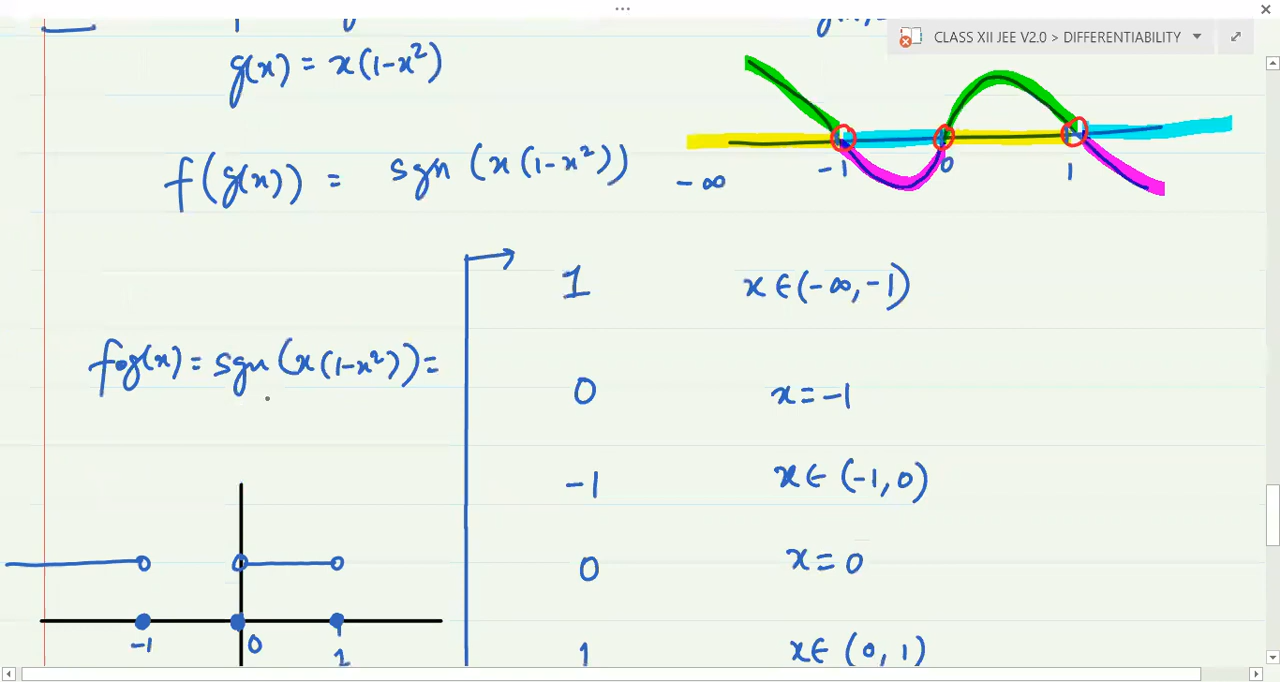 CLASS XII JEE V2.0 > DIFFERENTIABILITY
g(x) = x(1-x²)
-∞ -1 0 1
f(g(x)) = sgn (x(1-x²))
1 x∈(-∞,-1)
fog(x) = sgn (x(1-x²)) =
0 x = -1
-1 x∈ (-1,0)
0 x = 0
-1 0 1
1 x∈ (0,1)